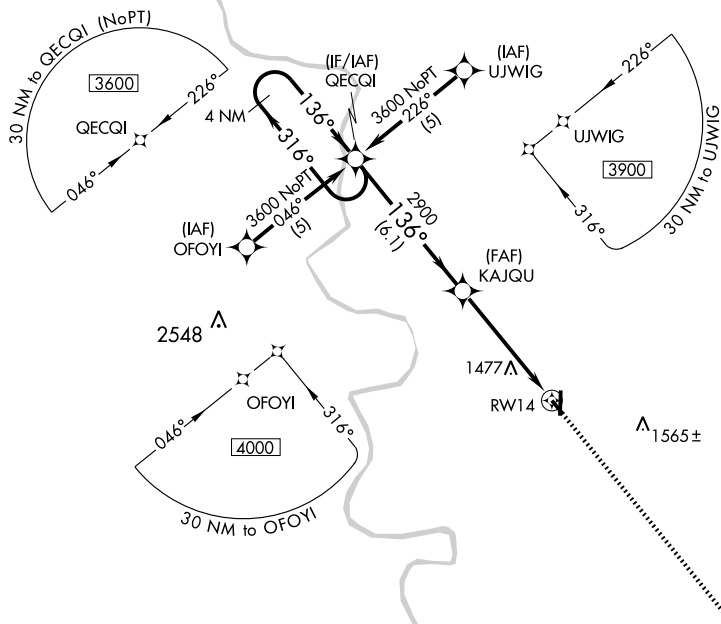 30 NM to QECQI (NoPT)
3600
QECQI
226°
046°
(IF/IAF)
QECQI
4 NM
136°
316°
(IAF)
UJWIG
3600 NoPT
226°
(5)
226°
UJWIG
3900
316°
30 NM to UJWIG
3600 NoPT
046°
(5)
(IAF)
OFOYI
2900
136°
(6.1)
(FAF)
KAJQU
2548
1477
RW14
1565±
OFOYI
046°
316°
4000
30 NM to OFOYI